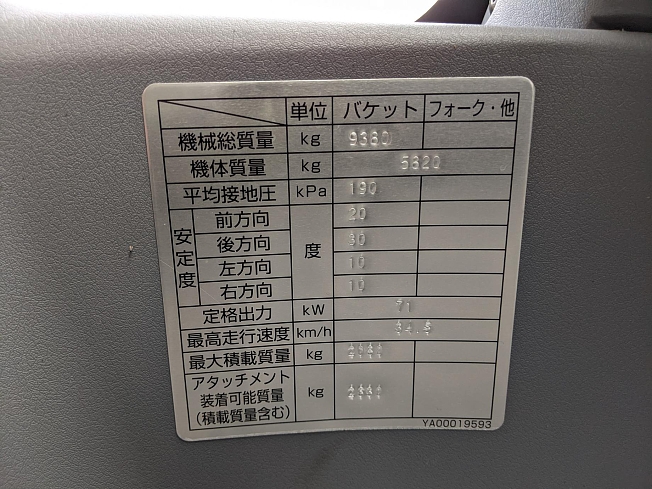 単位 バケット フォーク・他
機械総質量 kg
機体質量 kg 5620
平均接地圧 kPa 190
安定度 前方向 度 20
後方向 30
左方向 10
右方向 10
定格出力 kW 71
最高走行速度 km/h 34.5
最大積載質量 kg
アタッチメント
装着可能質量 kg
(積載質量含む)
YA00019593